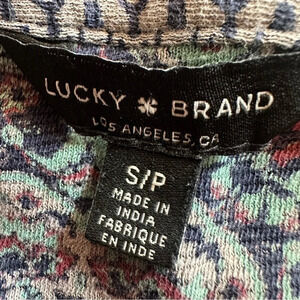 LUCKY BRAND
LOS ANGELES, CA
S/P
MADE IN
INDIA
FABRIQUE
EN INDE